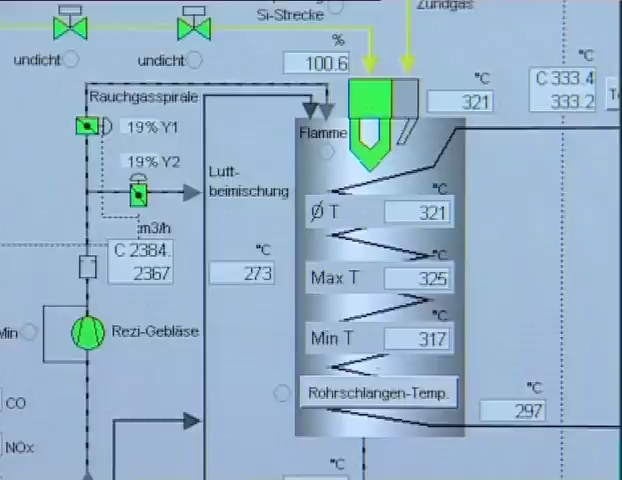 Si-Strecke
Zündgas
undicht
undicht
%
100.6
°C
321
°C
C 333.4
333.2
Rauchgasspirale
19% Y1
Flamme
19% Y2
Luft-
beimischung
°C
Ø T
321
m3/h
C 2384.
2367
°C
273
°C
Max T
325
°C
Min T
317
Min
Rezi-Gebläse
°C
Rohrschlangen-Temp.
297
CO
NOx
°C